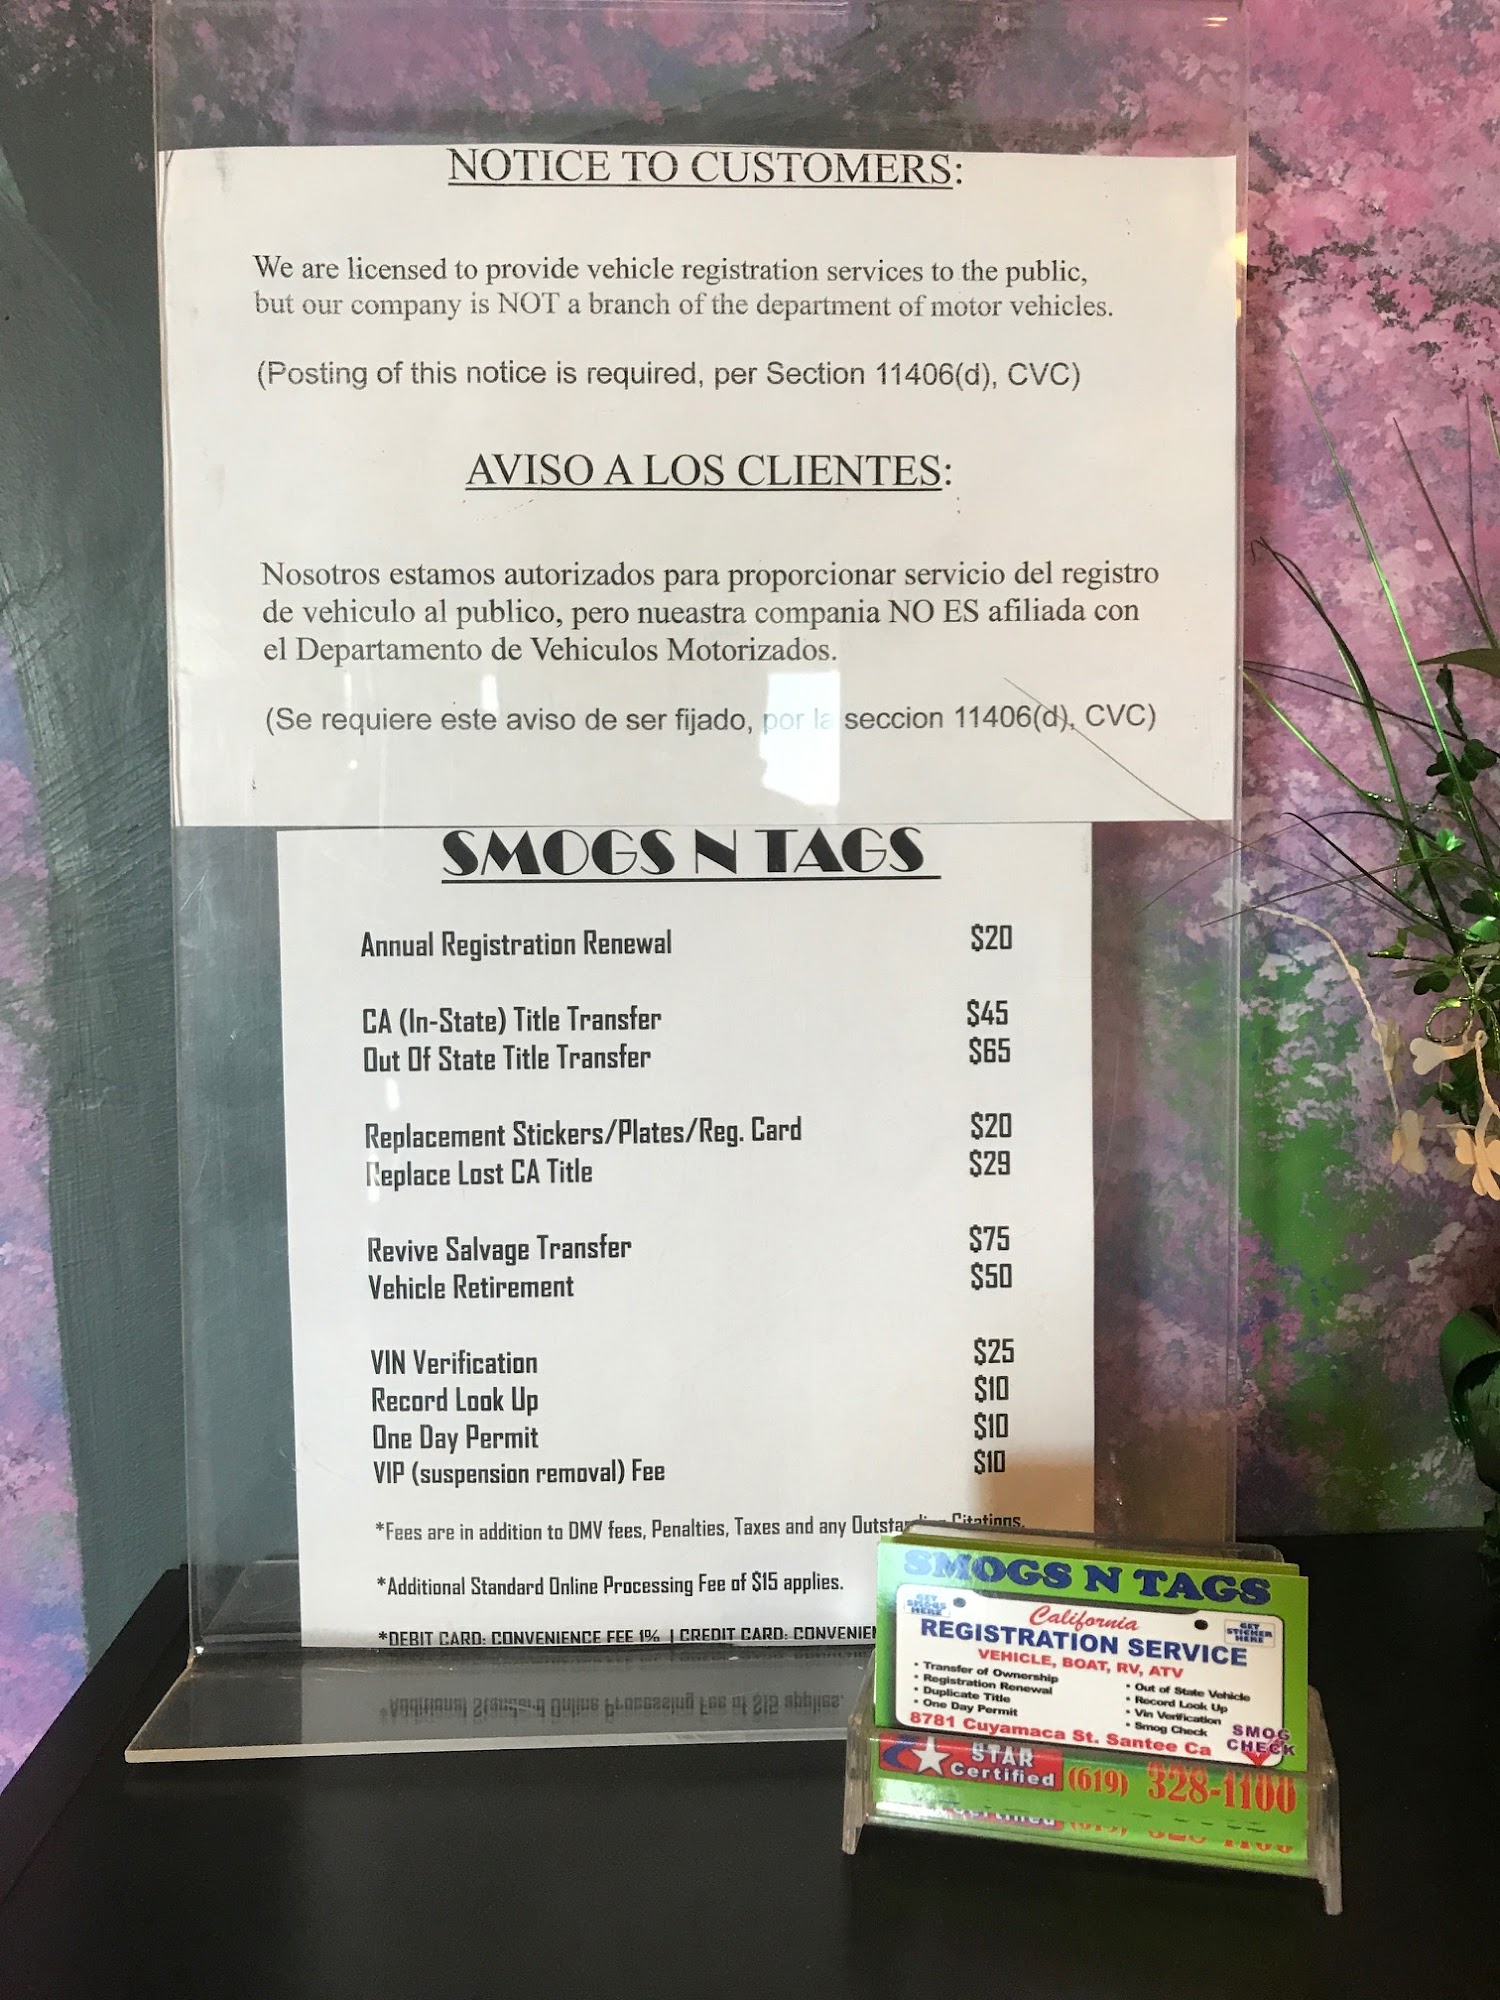 NOTICE TO CUSTOMERS:
We are licensed to provide vehicle registration services to the public,
but our company is NOT a branch of the department of motor vehicles.
(Posting of this notice is required, per Section 11406(d), CVC)
AVISO A LOS CLIENTES:
Nosotros estamos autorizados para proporcionar servicio del registro
de vehiculo al publico, pero nueastra compania NO ES afiliada con
el Departamento de Vehiculos Motorizados.
(Se requiere este aviso de ser fijado, por la seccion 11406(d), CVC)
SMOGS N TAGS
Annual Registration Renewal $20
CA (In-State) Title Transfer $45
Out Of State Title Transfer $65
Replacement Stickers/Plates/Reg. Card $20
Replace Lost CA Title $29
Revive Salvage Transfer $75
Vehicle Retirement $50
VIN Verification $25
Record Look Up $10
One Day Permit $10
VIP (suspension removal) Fee $10
*Fees are in addition to DMV fees, Penalties, Taxes and any Citations.
*Additional Standard Online Processing Fee of $15 applies.
*DEBIT CARD: CONVENIENCE FEE 1% | CREDIT CARD:
SMOGS N TAGS
GET
SMOGS
HERE
California
GET
STICKER
HERE
REGISTRATION SERVICE
VEHICLE, BOAT, RV, ATV
• Transfer of Ownership
• Registration Renewal
• Duplicate Title
• One Day Permit
• Out of State Vehicle
• Record Look Up
• Vin Verification
• Smog Check
8781 Cuyamaca St. Santee Ca
SMOG
CHECK
STAR
Certified
(619) 328-1100